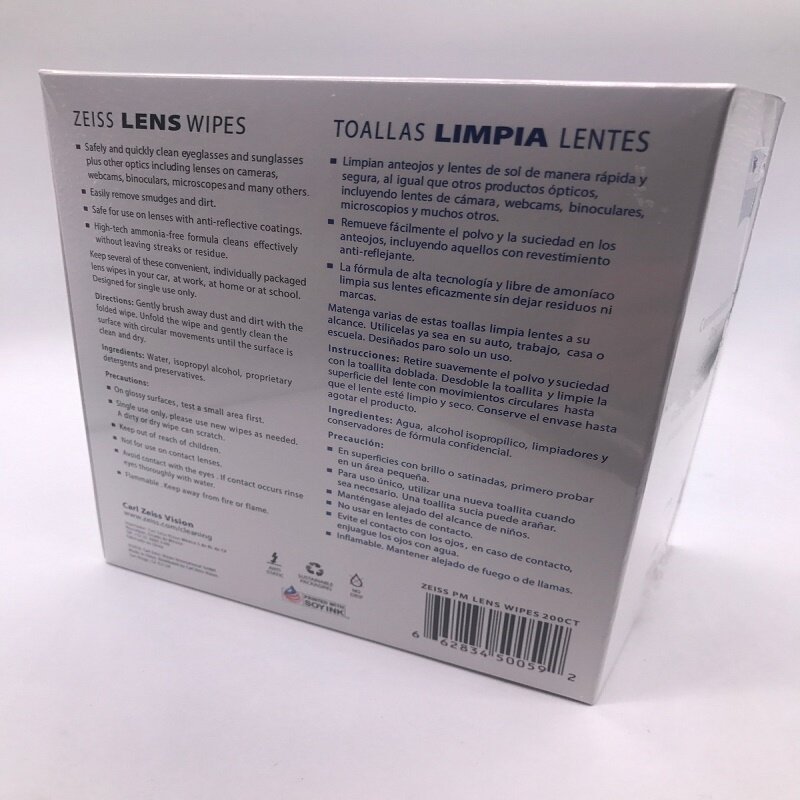 ZEISS LENS WIPES
Safely and quickly clean eyeglasses and sunglasses
plus other optics including lenses on cameras,
webcams, binoculars, microscopes and many others.
Easily remove smudges and dirt.
Safe for use on lenses with anti-reflective coatings.
High-tech ammonia-free formula cleans effectively
without leaving streaks or residue.
Keep several of these convenient, individually packaged
lens wipes in your car, at work, at home or at school.
Designed for single use only.
Directions: Gently brush away dust and dirt with the
folded wipe. Unfold the wipe and gently clean the
surface with circular movements until the surface is
clean and dry.
Ingredients: Water, isopropyl alcohol, proprietary
detergents and preservatives.
Precautions:
On glossy surfaces, test a small area first.
Single use only, please use new wipes as needed.
A dirty or dry wipe can scratch.
Keep out of reach of children.
Not for use on contact lenses.
Avoid contact with the eyes. If contact occurs rinse
eyes thoroughly with water.
Flammable. Keep away from fire or flame.
Carl Zeiss Vision
www.zeiss.com/cleaning
ANTI
STATIC
SUSTAINABLE
PACKAGING
NO
DRIP
PRINTED WITH
SOY INK
TOALLAS LIMPIA LENTES
Limpian anteojos y lentes de sol de manera rápida y
segura, al igual que otros productos ópticos,
incluyendo lentes de cámara, webcams, binoculares,
microscopios y muchos otros.
Remueve fácilmente el polvo y la suciedad en los
anteojos, incluyendo aquellos con revestimiento
anti-reflejante.
La fórmula de alta tecnología y libre de amoníaco
limpia sus lentes eficazmente sin dejar residuos ni
marcas.
Matenga varias de estas toallas limpia lentes a su
alcance. Utilicelas ya sea en su auto, trabajo, casa o
escuela. Desiñados paro solo un uso.
Instrucciones: Retire suavemente el polvo y suciedad
con la toallita doblada. Desdoble la toallita y limpie la
superficie del lente con movimientos circulares hasta
que el lente esté limpio y seco. Conserve el envase hasta
agotar el producto.
Ingredientes: Agua, alcohol isopropílico, limpiadores y
conservadores de fórmula confidencial.
Precaución:
En superficies con brillo o satinadas, primero probar
en un área pequeña.
Para uso único, utilizar una nueva toallita cuando
sea necesario. Una toallita sucia puede arañar.
Manténgase alejado del alcance de niños.
No usar en lentes de contacto.
Evite el contacto con los ojos, en caso de contacto,
enjuague los ojos con agua.
Inflamable. Mantener alejado de fuego o de llamas.
ZEISS PM LENS WIPES 200CT
6 62834 50059 2